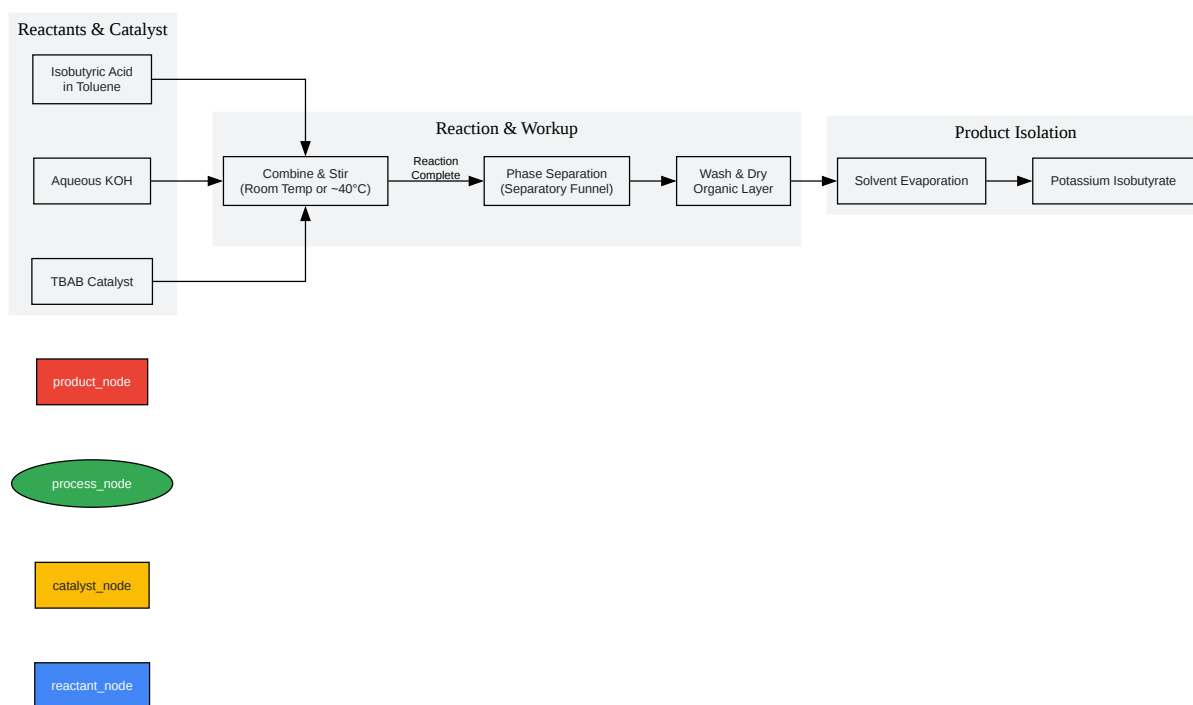 Reactants & Catalyst
Isobutyric Acid
in Toluene
Aqueous KOH
TBAB Catalyst
Reaction & Workup
Combine & Stir
(Room Temp or ~40°C)
Reaction
Complete
Phase Separation
(Separatory Funnel)
Wash & Dry
Organic Layer
Product Isolation
Solvent Evaporation
Potassium Isobutyrate
product_node
process_node
catalyst_node
reactant_node